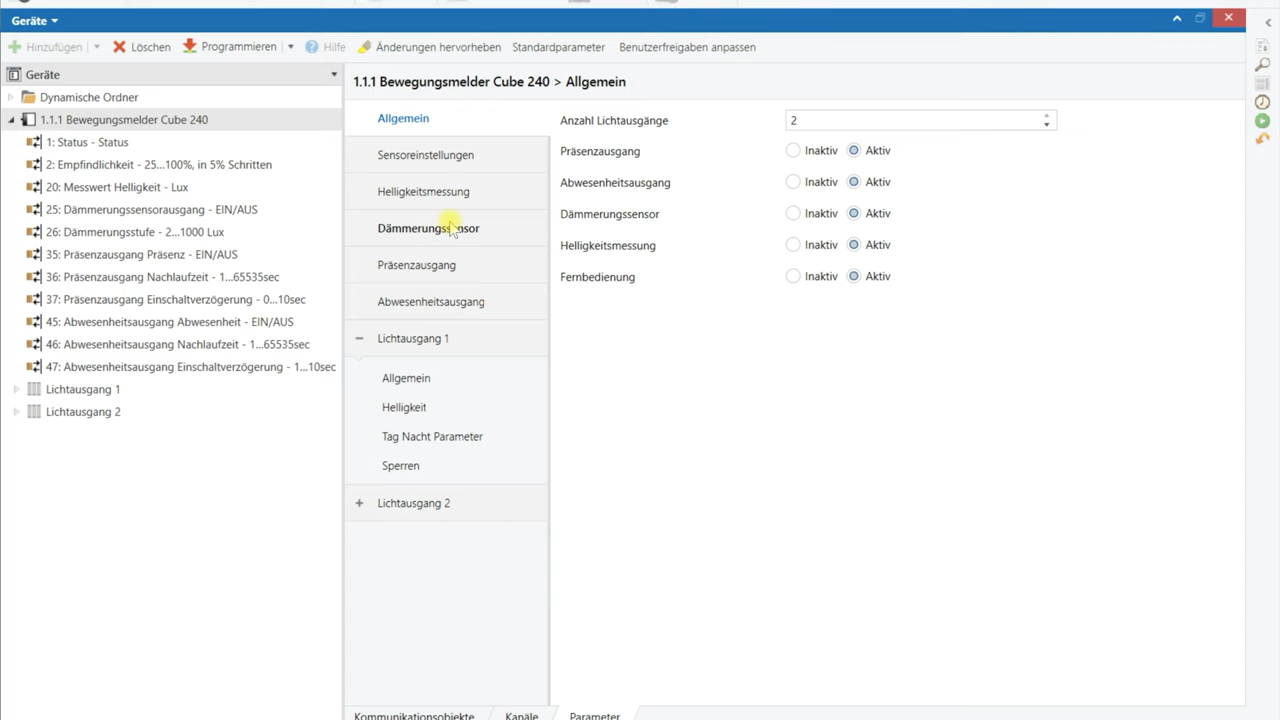 Geräte
Hinzufügen
Löschen
Programmieren
Hilfe
Änderungen hervorheben
Standardparameter
Benutzerfreigaben anpassen
Geräte
Dynamische Ordner
1.1.1 Bewegungsmelder Cube 240
1: Status - Status
2: Empfindlichkeit - 25...100%, in 5% Schritten
20: Messwert Helligkeit - Lux
25: Dämmerungssensorausgang - EIN/AUS
26: Dämmerungsstufe - 2...1000 Lux
35: Präsenzausgang Präsenz - EIN/AUS
36: Präsenzausgang Nachlaufzeit - 1...65535sec
37: Präsenzausgang Einschaltverzögerung - 0...10sec
45: Abwesenheitsausgang Abwesenheit - EIN/AUS
46: Abwesenheitsausgang Nachlaufzeit - 1...65535sec
47: Abwesenheitsausgang Einschaltverzögerung - 1...10sec
Lichtausgang 1
Lichtausgang 2
1.1.1 Bewegungsmelder Cube 240 > Allgemein
Allgemein
Sensoreinstellungen
Helligkeitsmessung
Dämmerungssensor
Präsenzausgang
Abwesenheitsausgang
Lichtausgang 1
Allgemein
Helligkeit
Tag Nacht Parameter
Sperren
Lichtausgang 2
Anzahl Lichtausgänge 2
Präsenzausgang Inaktiv Aktiv
Abwesenheitsausgang Inaktiv Aktiv
Dämmerungssensor Inaktiv Aktiv
Helligkeitsmessung Inaktiv Aktiv
Fernbedienung Inaktiv Aktiv
Kommunikationsobjekte
Kanäle
Parameter